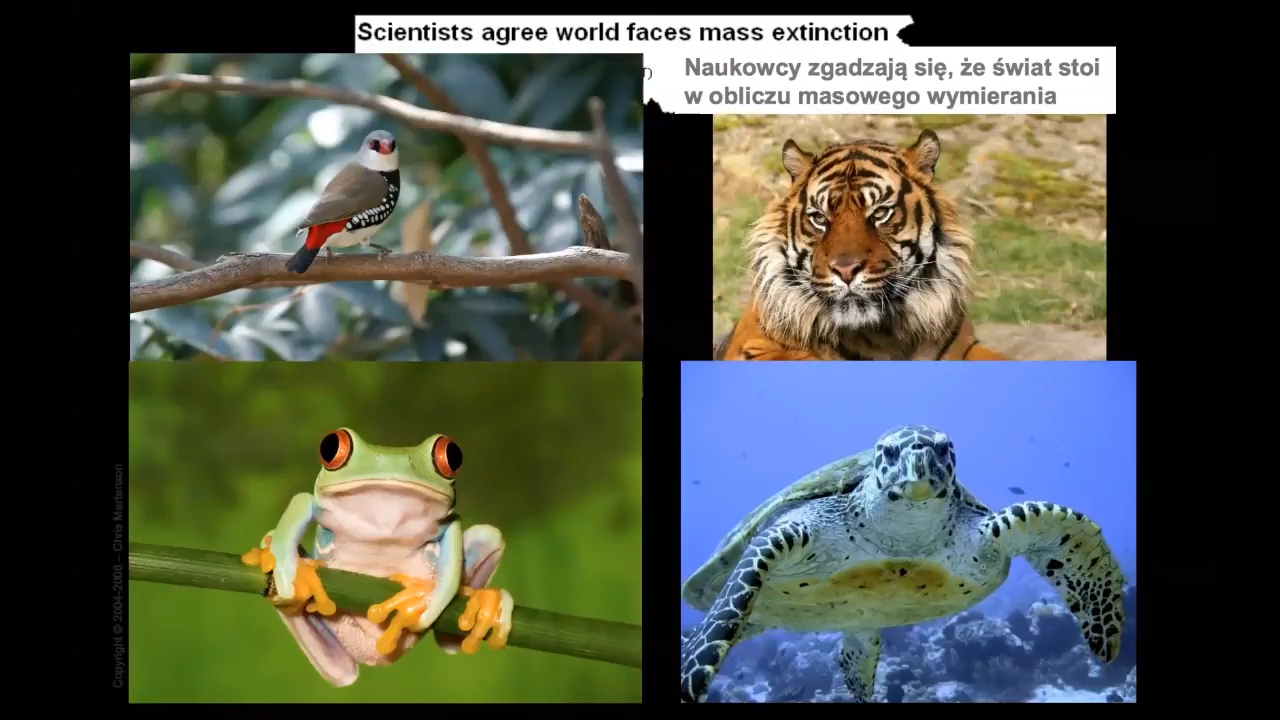 Scientists agree world faces mass extinction
Naukowcy zgadzają się, że świat stoi
w obliczu masowego wymierania
Copyright © 2004-2008 – Chris Martenson